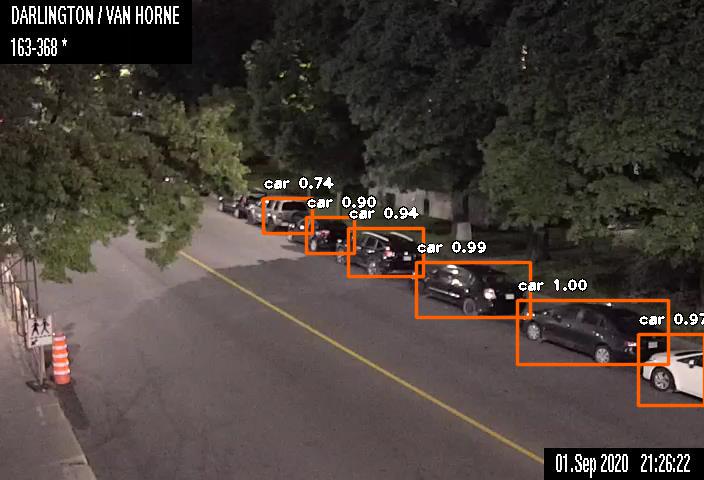 DARLINGTON / VAN HORNE
163-368 *
car 0.74
car 0.90
car 0.94
car 0.99
car 1.00
car 0.97
01.Sep 2020 21:26:22